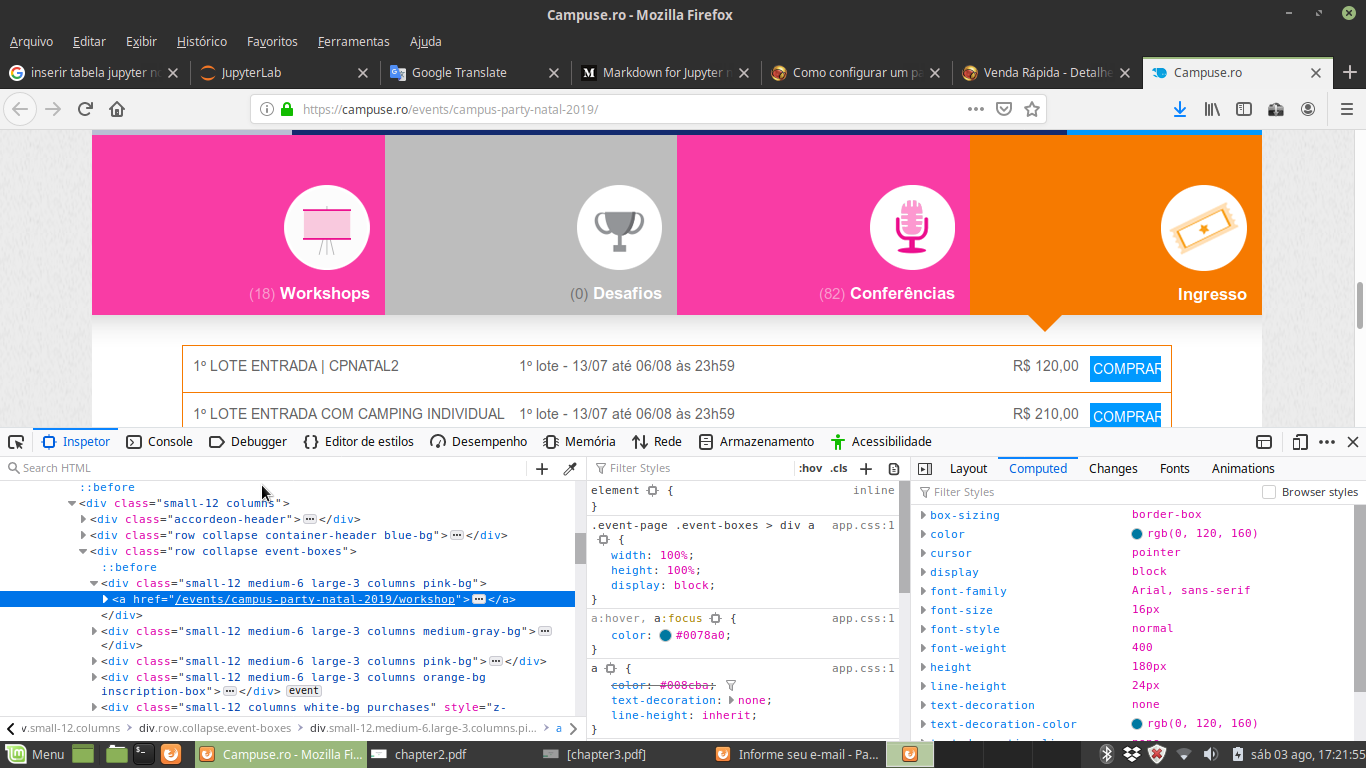 Campuse.ro - Mozilla Firefox
Arquivo Editar Exibir Histórico Favoritos Ferramentas Ajuda
inserir tabela jupyter n JupyterLab Google Translate Markdown for Jupyter Como configurar um pa Venda Rápida - Detalhe Campuse.ro
https://campuse.ro/events/campus-party-natal-2019/
(18) Workshops (0) Desafios (82) Conferências Ingresso
1º LOTE ENTRADA | CPNATAL2 1º lote - 13/07 até 06/08 às 23h59 R$ 120,00 COMPRAR
1º LOTE ENTRADA COM CAMPING INDIVIDUAL 1º lote - 13/07 até 06/08 às 23h59 R$ 210,00 COMPRAR
Inspetor Console Debugger Editor de estilos Desempenho Memória Rede Armazenamento Acessibilidade
Search HTML
::before
<div class="small-12 columns">
<div class="accordeon-header"></div>
<div class="row collapse container-header blue-bg"></div>
<div class="row collapse event-boxes">
::before
<div class="small-12 medium-6 large-3 columns pink-bg">
<a href="/events/campus-party-natal-2019/workshop"></a>
</div>
<div class="small-12 medium-6 large-3 columns medium-gray-bg">
</div>
<div class="small-12 medium-6 large-3 columns pink-bg"></div>
<div class="small-12 medium-6 large-3 columns orange-bg
inscription-box"></div> event
<div class="small-12 columns white-bg purchases" style="z-
v.small-12.columns div.row.collapse.event-boxes div.small-12.medium-6.large-3.columns.pi... a
Filter Styles :hov .cls
element { inline
}
.event-page .event-boxes > div a app.css:1
{
width: 100%;
height: 100%;
display: block;
}
a:hover, a:focus { app.css:1
color: #0078a0;
}
a { app.css:1
color: #008cba;
text-decoration: none;
line-height: inherit;
}
Layout Computed Changes Fonts Animations
Filter Styles Browser styles
box-sizing border-box
color rgb(0, 120, 160)
cursor pointer
display block
font-family Arial, sans-serif
font-size 16px
font-style normal
font-weight 400
height 180px
line-height 24px
text-decoration none
text-decoration-color rgb(0, 120, 160)
Menu Campuse.ro - Mozilla Fi... chapter2.pdf [chapter3.pdf] Informe seu e-mail - Pa... sáb 03 ago, 17:21:55